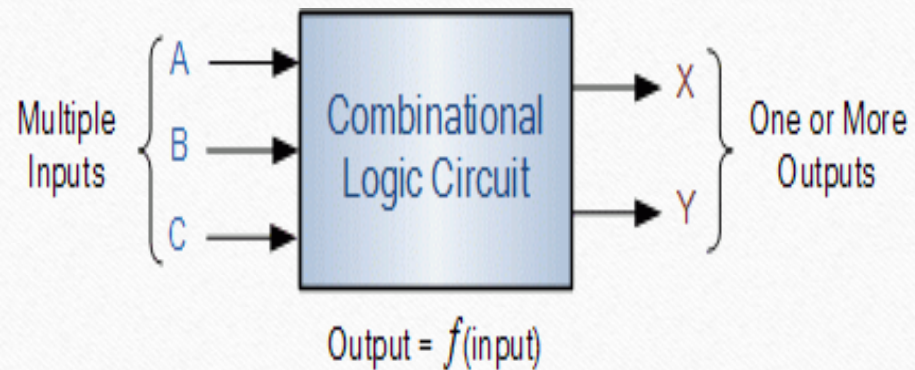 Multiple
Inputs
A
B
C
Combinational
Logic Circuit
X
Y
One or More
Outputs
Output = f(input)